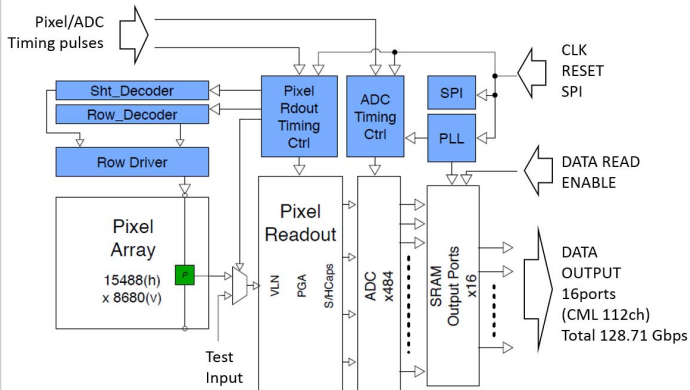 Pixel/ADC
Timing pulses
CLK
RESET
SPI
Sht_Decoder
Row_Decoder
Row Driver
Pixel
Rdout
Timing
Ctrl
ADC
Timing
Ctrl
SPI
PLL
DATA READ
ENABLE
Pixel
Array
15488(h)
x 8680(v)
P
Pixel
Readout
VLN
PGA
S/HCaps
ADC
x484
SRAM
Output Ports
x16
DATA
OUTPUT
16ports
(CML 112ch)
Total 128.71 Gbps
Test
Input